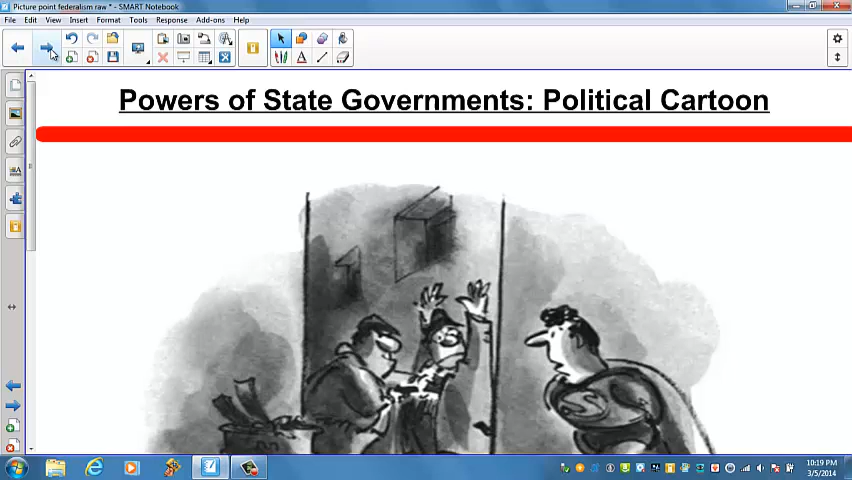 Picture point federalism raw * - SMART Notebook
File Edit View Insert Format Tools Response Add-ons Help
Powers of State Governments: Political Cartoon
10:19 PM
3/5/2014